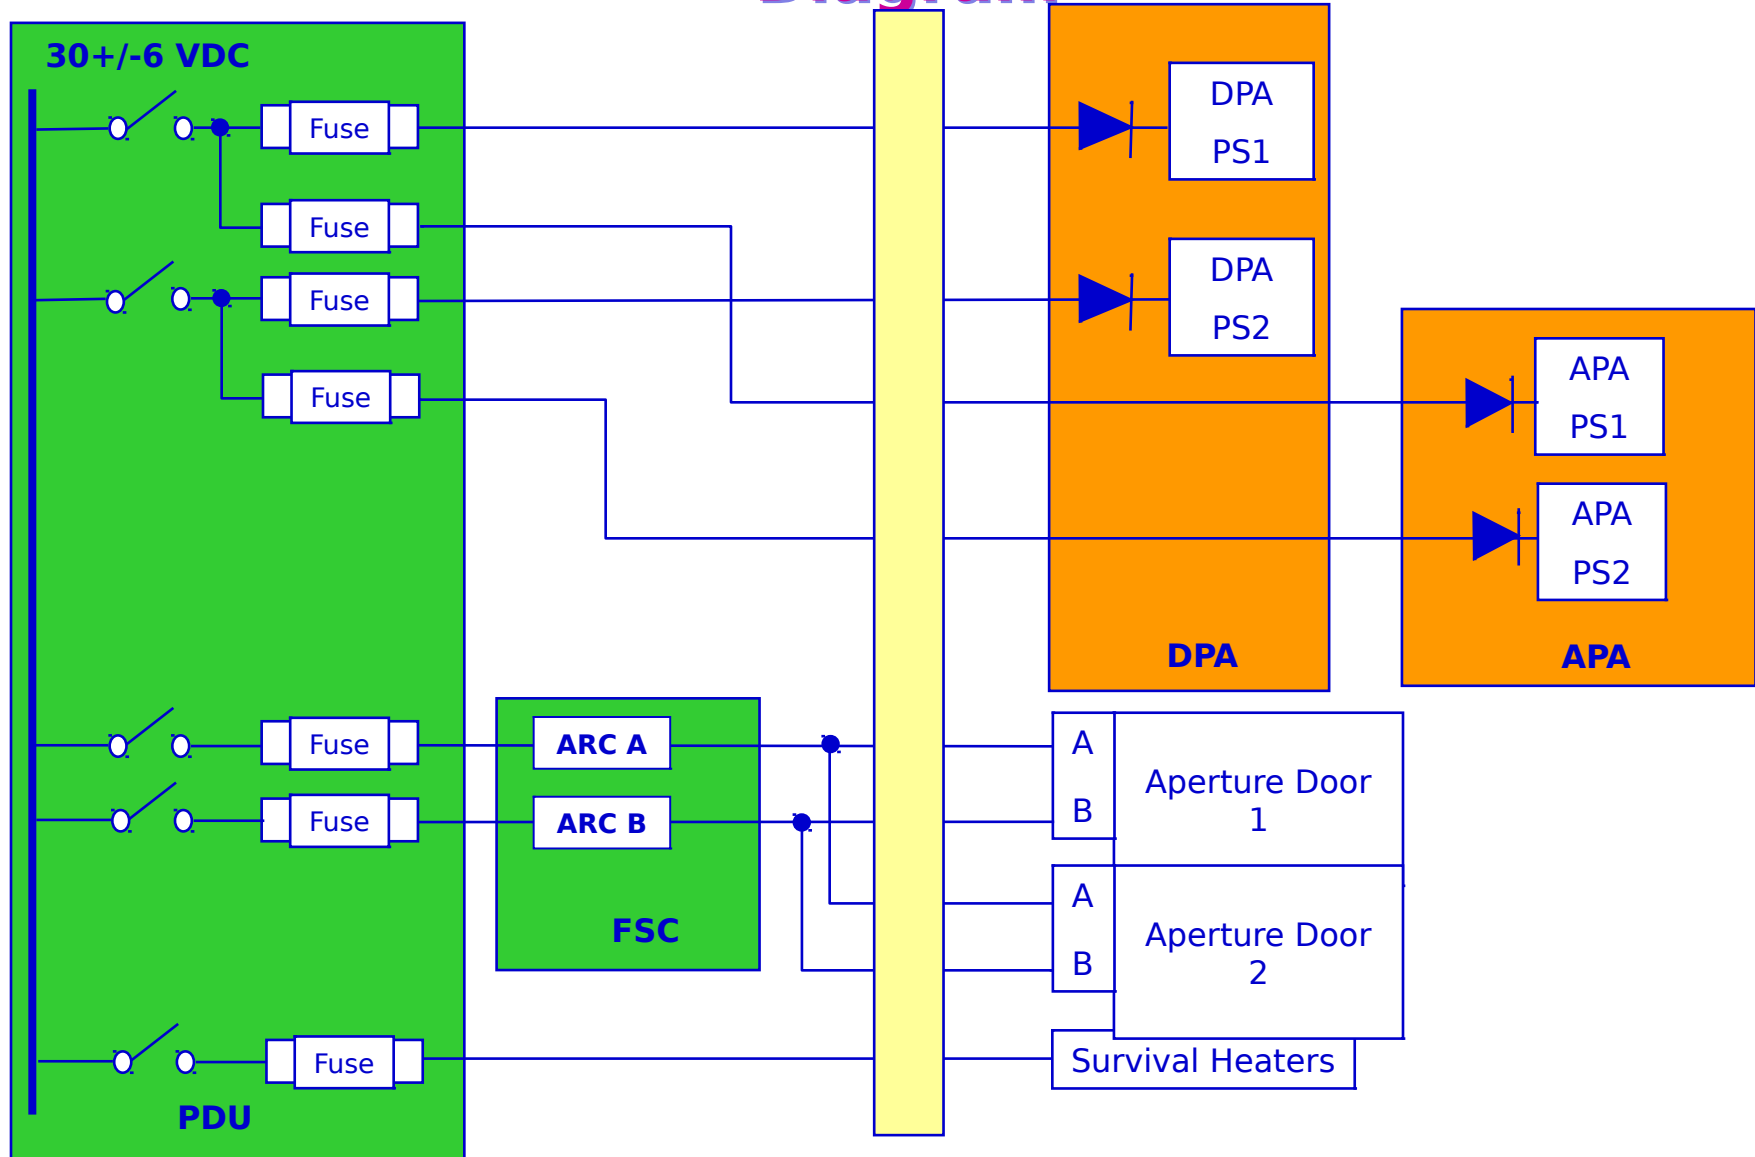 Diagram
30+/-6 VDC
Fuse
Fuse
Fuse
Fuse
Fuse
Fuse
Fuse
PDU
ARC A
ARC B
FSC
DPA
PS1
DPA
PS2
DPA
APA
PS1
APA
PS2
APA
A
B
Aperture Door
1
A
B
Aperture Door
2
Survival Heaters